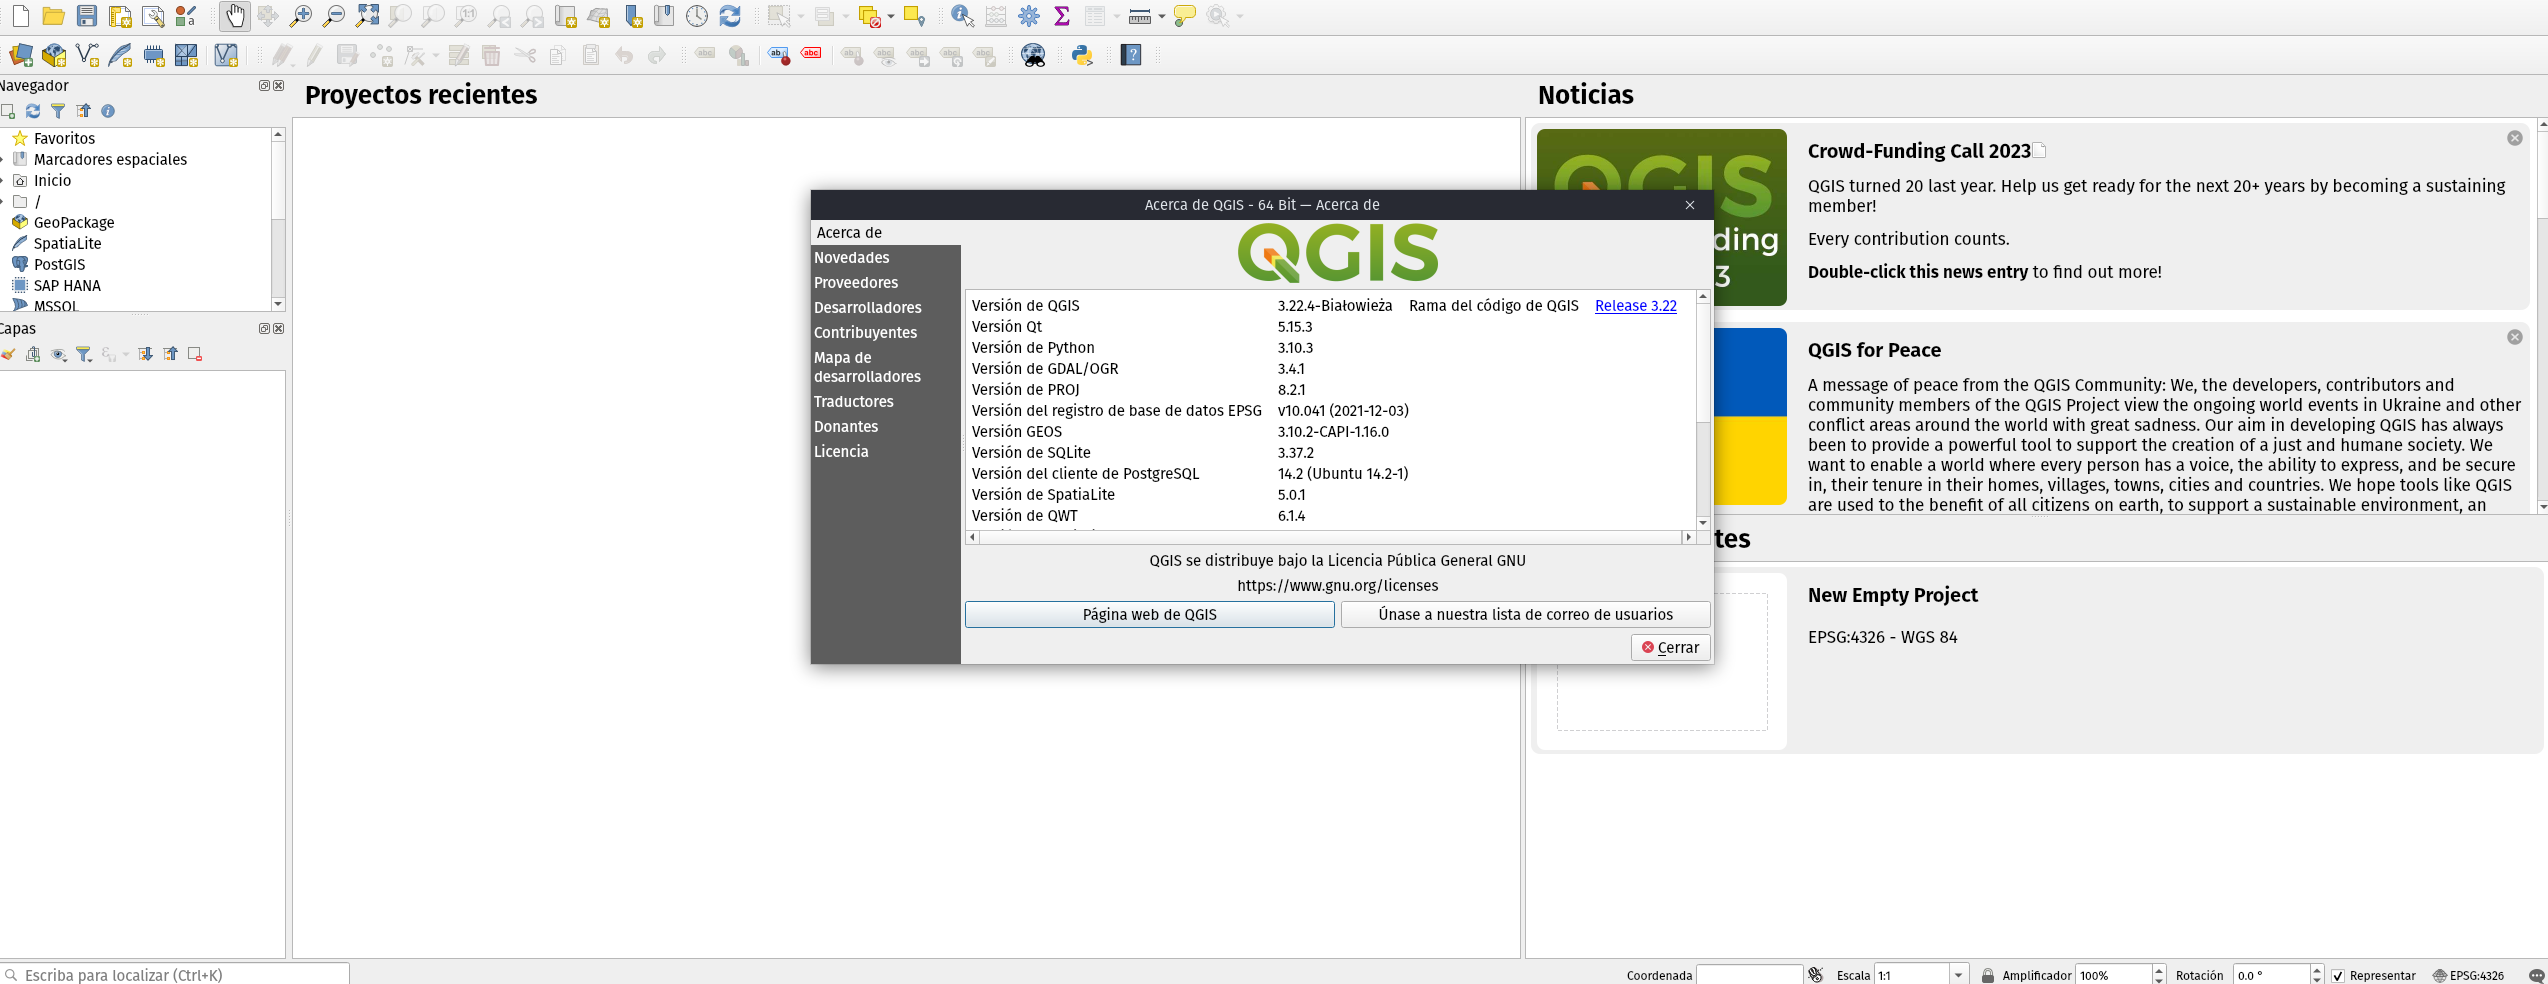 Navegador
Favoritos
Marcadores espaciales
Inicio
/
GeoPackage
SpatiaLite
PostGIS
SAP HANA
MSSQL
Capas
Proyectos recientes
Noticias
Crowd-Funding Call 2023
QGIS turned 20 last year. Help us get ready for the next 20+ years by becoming a sustaining
member!
Every contribution counts.
Double-click this news entry to find out more!
QGIS
ding
3
QGIS for Peace
A message of peace from the QGIS Community: We, the developers, contributors and
community members of the QGIS Project view the ongoing world events in Ukraine and other
conflict areas around the world with great sadness. Our aim in developing QGIS has always
been to provide a powerful tool to support the creation of a just and humane society. We
want to enable a world where every person has a voice, the ability to express, and be secure
in, their tenure in their homes, villages, towns, cities and countries. We hope tools like QGIS
are used to the benefit of all citizens on earth, to support a sustainable environment, an
tes
New Empty Project
EPSG:4326 - WGS 84
Acerca de QGIS - 64 Bit — Acerca de
Acerca de
Novedades
Proveedores
Desarrolladores
Contribuyentes
Mapa de
desarrolladores
Traductores
Donantes
Licencia
QGIS
Versión de QGIS 3.22.4-Białowieża Rama del código de QGIS Release 3.22
Versión Qt 5.15.3
Versión de Python 3.10.3
Versión de GDAL/OGR 3.4.1
Versión de PROJ 8.2.1
Versión del registro de base de datos EPSG v10.041 (2021-12-03)
Versión GEOS 3.10.2-CAPI-1.16.0
Versión de SQLite 3.37.2
Versión del cliente de PostgreSQL 14.2 (Ubuntu 14.2-1)
Versión de SpatiaLite 5.0.1
Versión de QWT 6.1.4
QGIS se distribuye bajo la Licencia Pública General GNU
https://www.gnu.org/licenses
Página web de QGIS
Únase a nuestra lista de correo de usuarios
Cerrar
Escriba para localizar (Ctrl+K)
Coordenada Escala 1:1 Amplificador 100% Rotación 0.0 ° Representar EPSG:4326